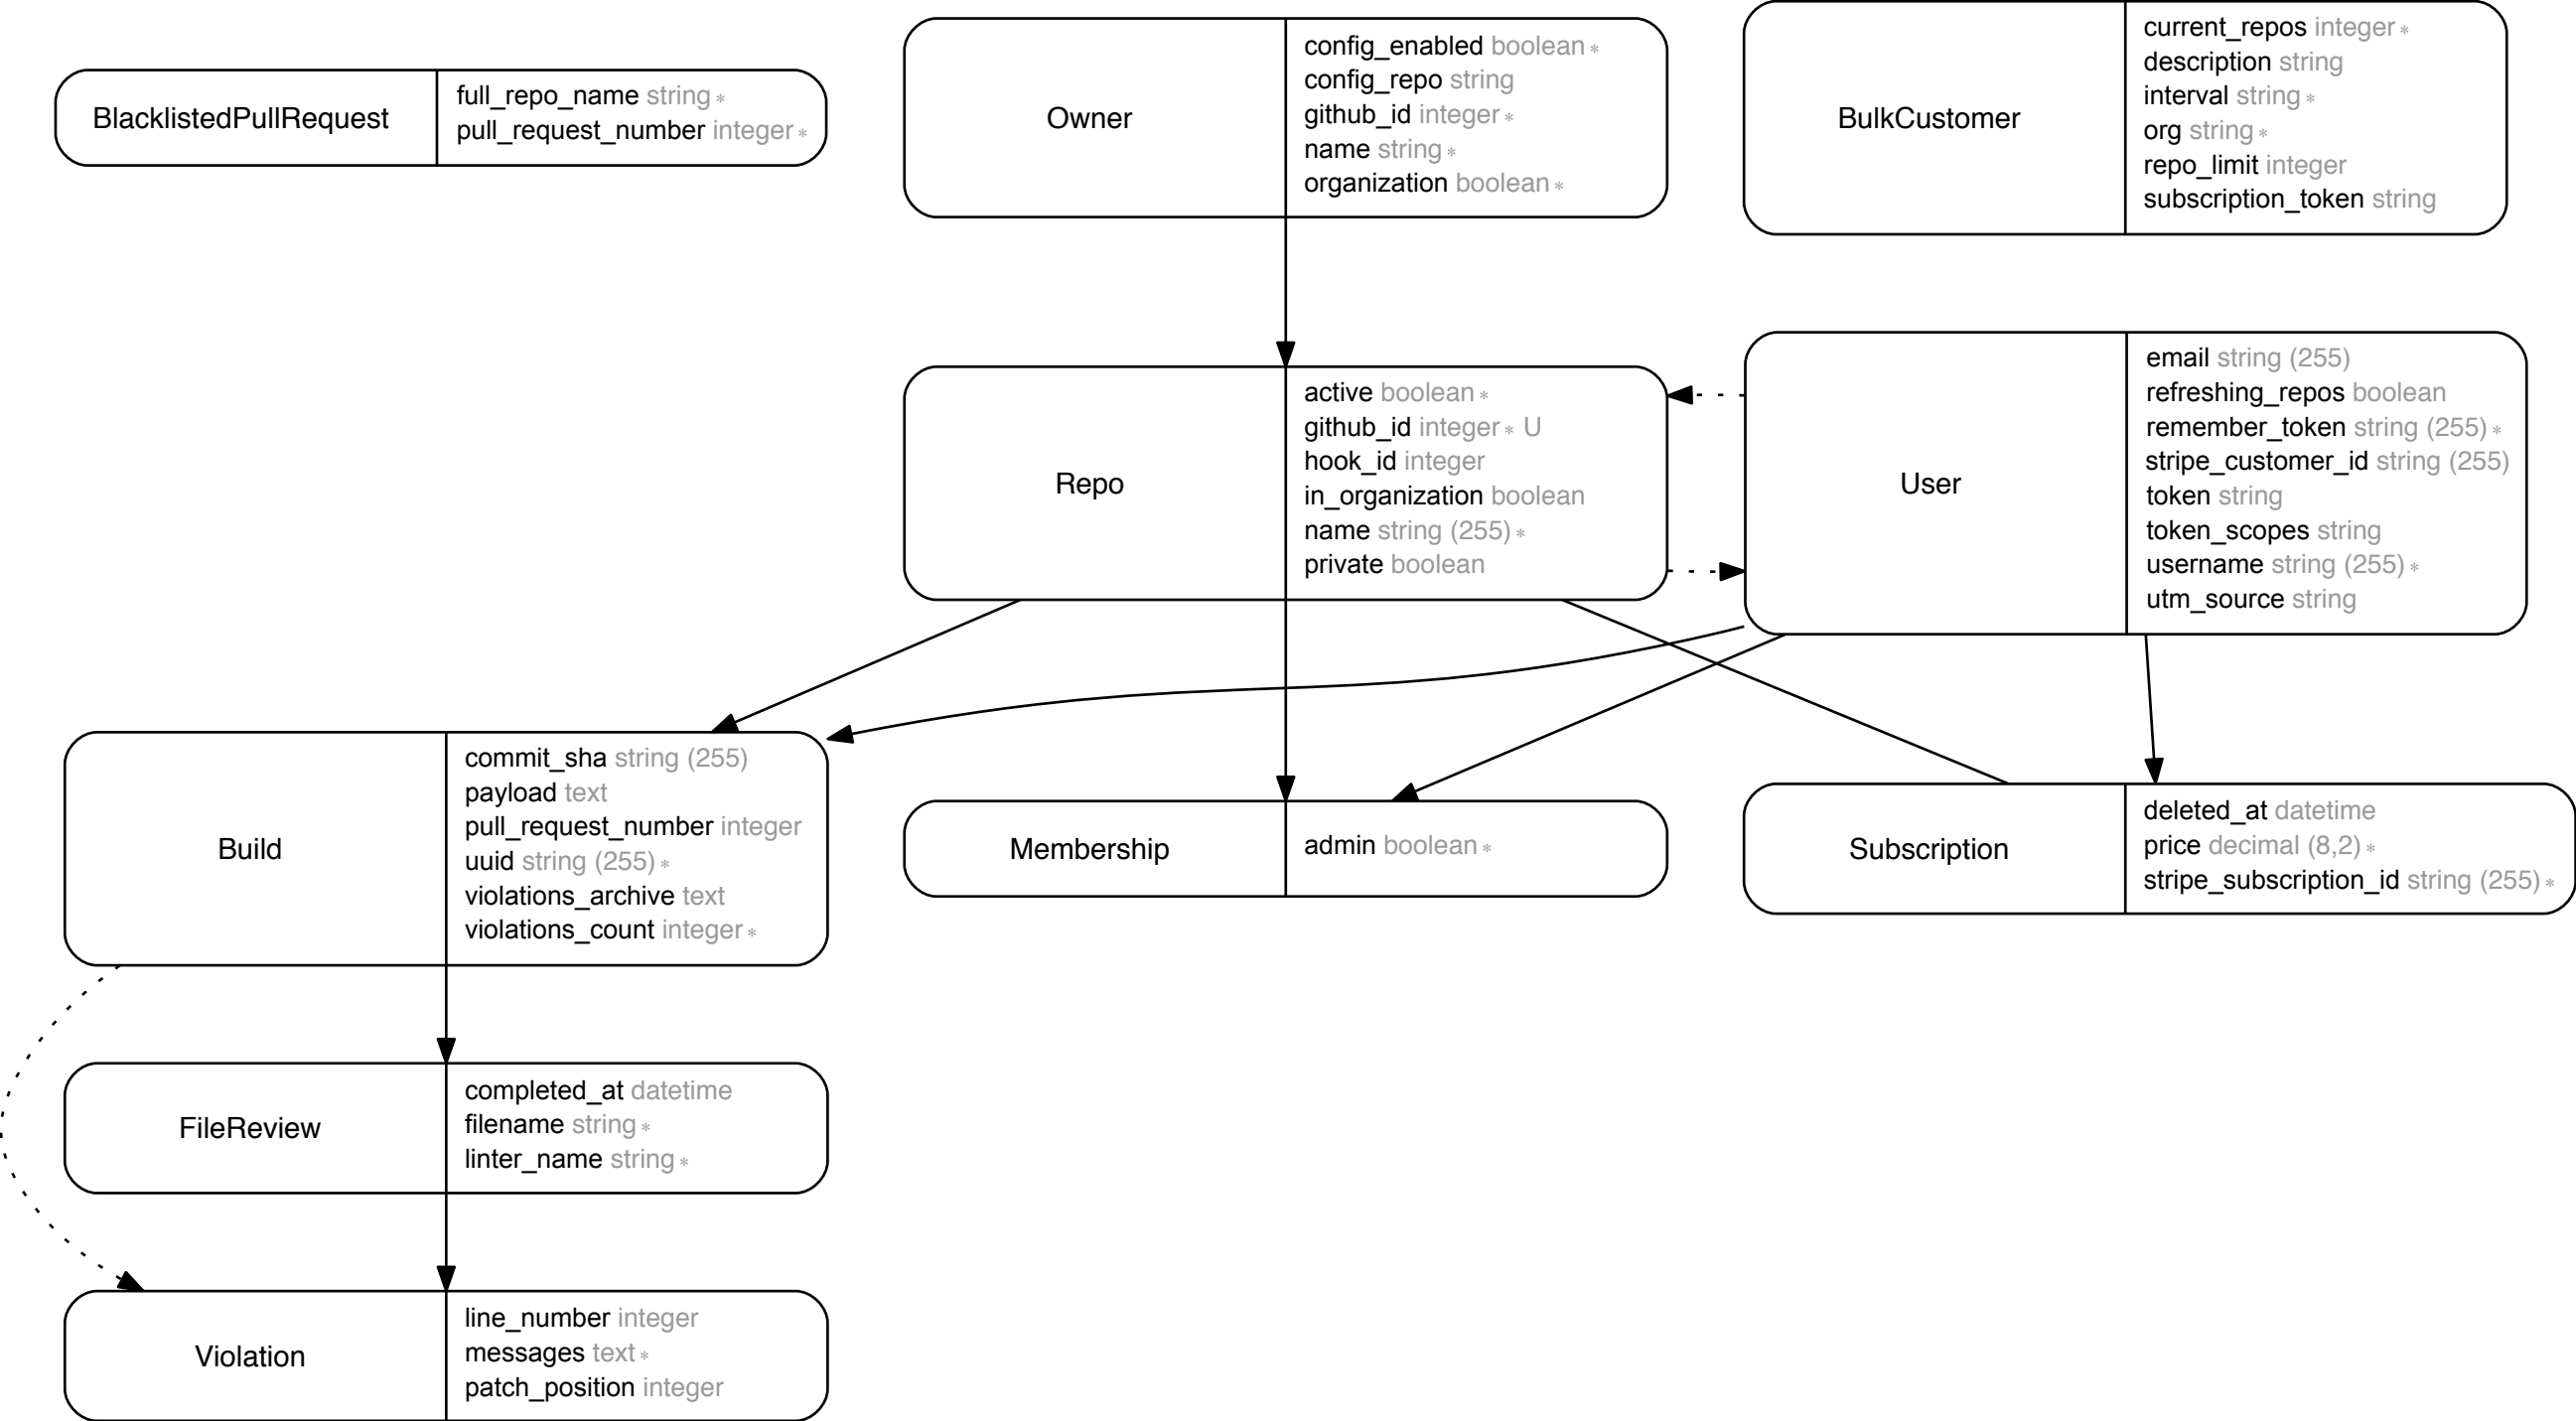 BlacklistedPullRequest
full_repo_name string *
pull_request_number integer *
Owner
config_enabled boolean *
config_repo string
github_id integer *
name string *
organization boolean *
BulkCustomer
current_repos integer *
description string
interval string *
org string *
repo_limit integer
subscription_token string
Repo
active boolean *
github_id integer * U
hook_id integer
in_organization boolean
name string (255) *
private boolean
User
email string (255)
refreshing_repos boolean
remember_token string (255) *
stripe_customer_id string (255)
token string
token_scopes string
username string (255) *
utm_source string
Build
commit_sha string (255)
payload text
pull_request_number integer
uuid string (255) *
violations_archive text
violations_count integer *
Membership
admin boolean *
Subscription
deleted_at datetime
price decimal (8,2) *
stripe_subscription_id string (255) *
FileReview
completed_at datetime
filename string *
linter_name string *
Violation
line_number integer
messages text *
patch_position integer